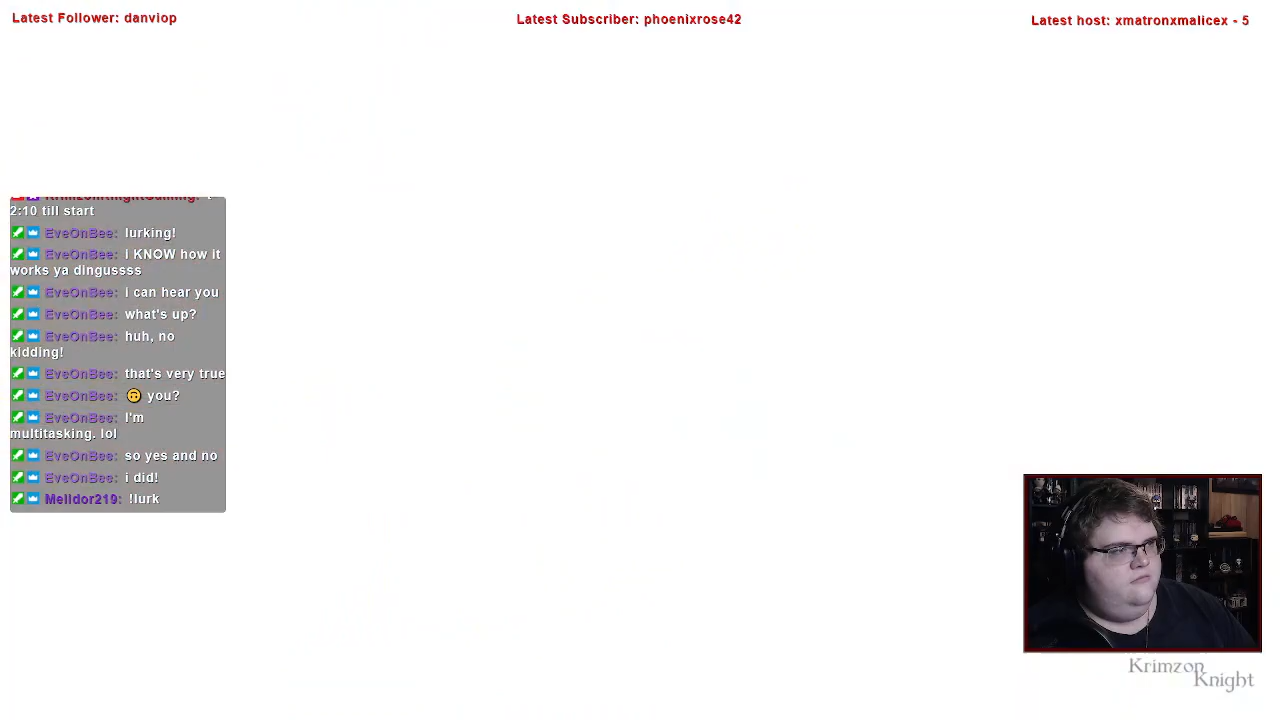 Latest Follower: danviop
Latest Subscriber: phoenixrose42
Latest host: xmatronxmalicex - 5
KrimzonKnightGaming:
2:10 till start
EveOnBee: lurking!
EveOnBee: i KNOW how it
works ya dingussss
EveOnBee: i can hear you
EveOnBee: what's up?
EveOnBee: huh, no
kidding!
EveOnBee: that's very true
EveOnBee: 🙃 you?
EveOnBee: I'm
multitasking. lol
EveOnBee: so yes and no
EveOnBee: i did!
Melldor219: !lurk
Krimzon
Knight